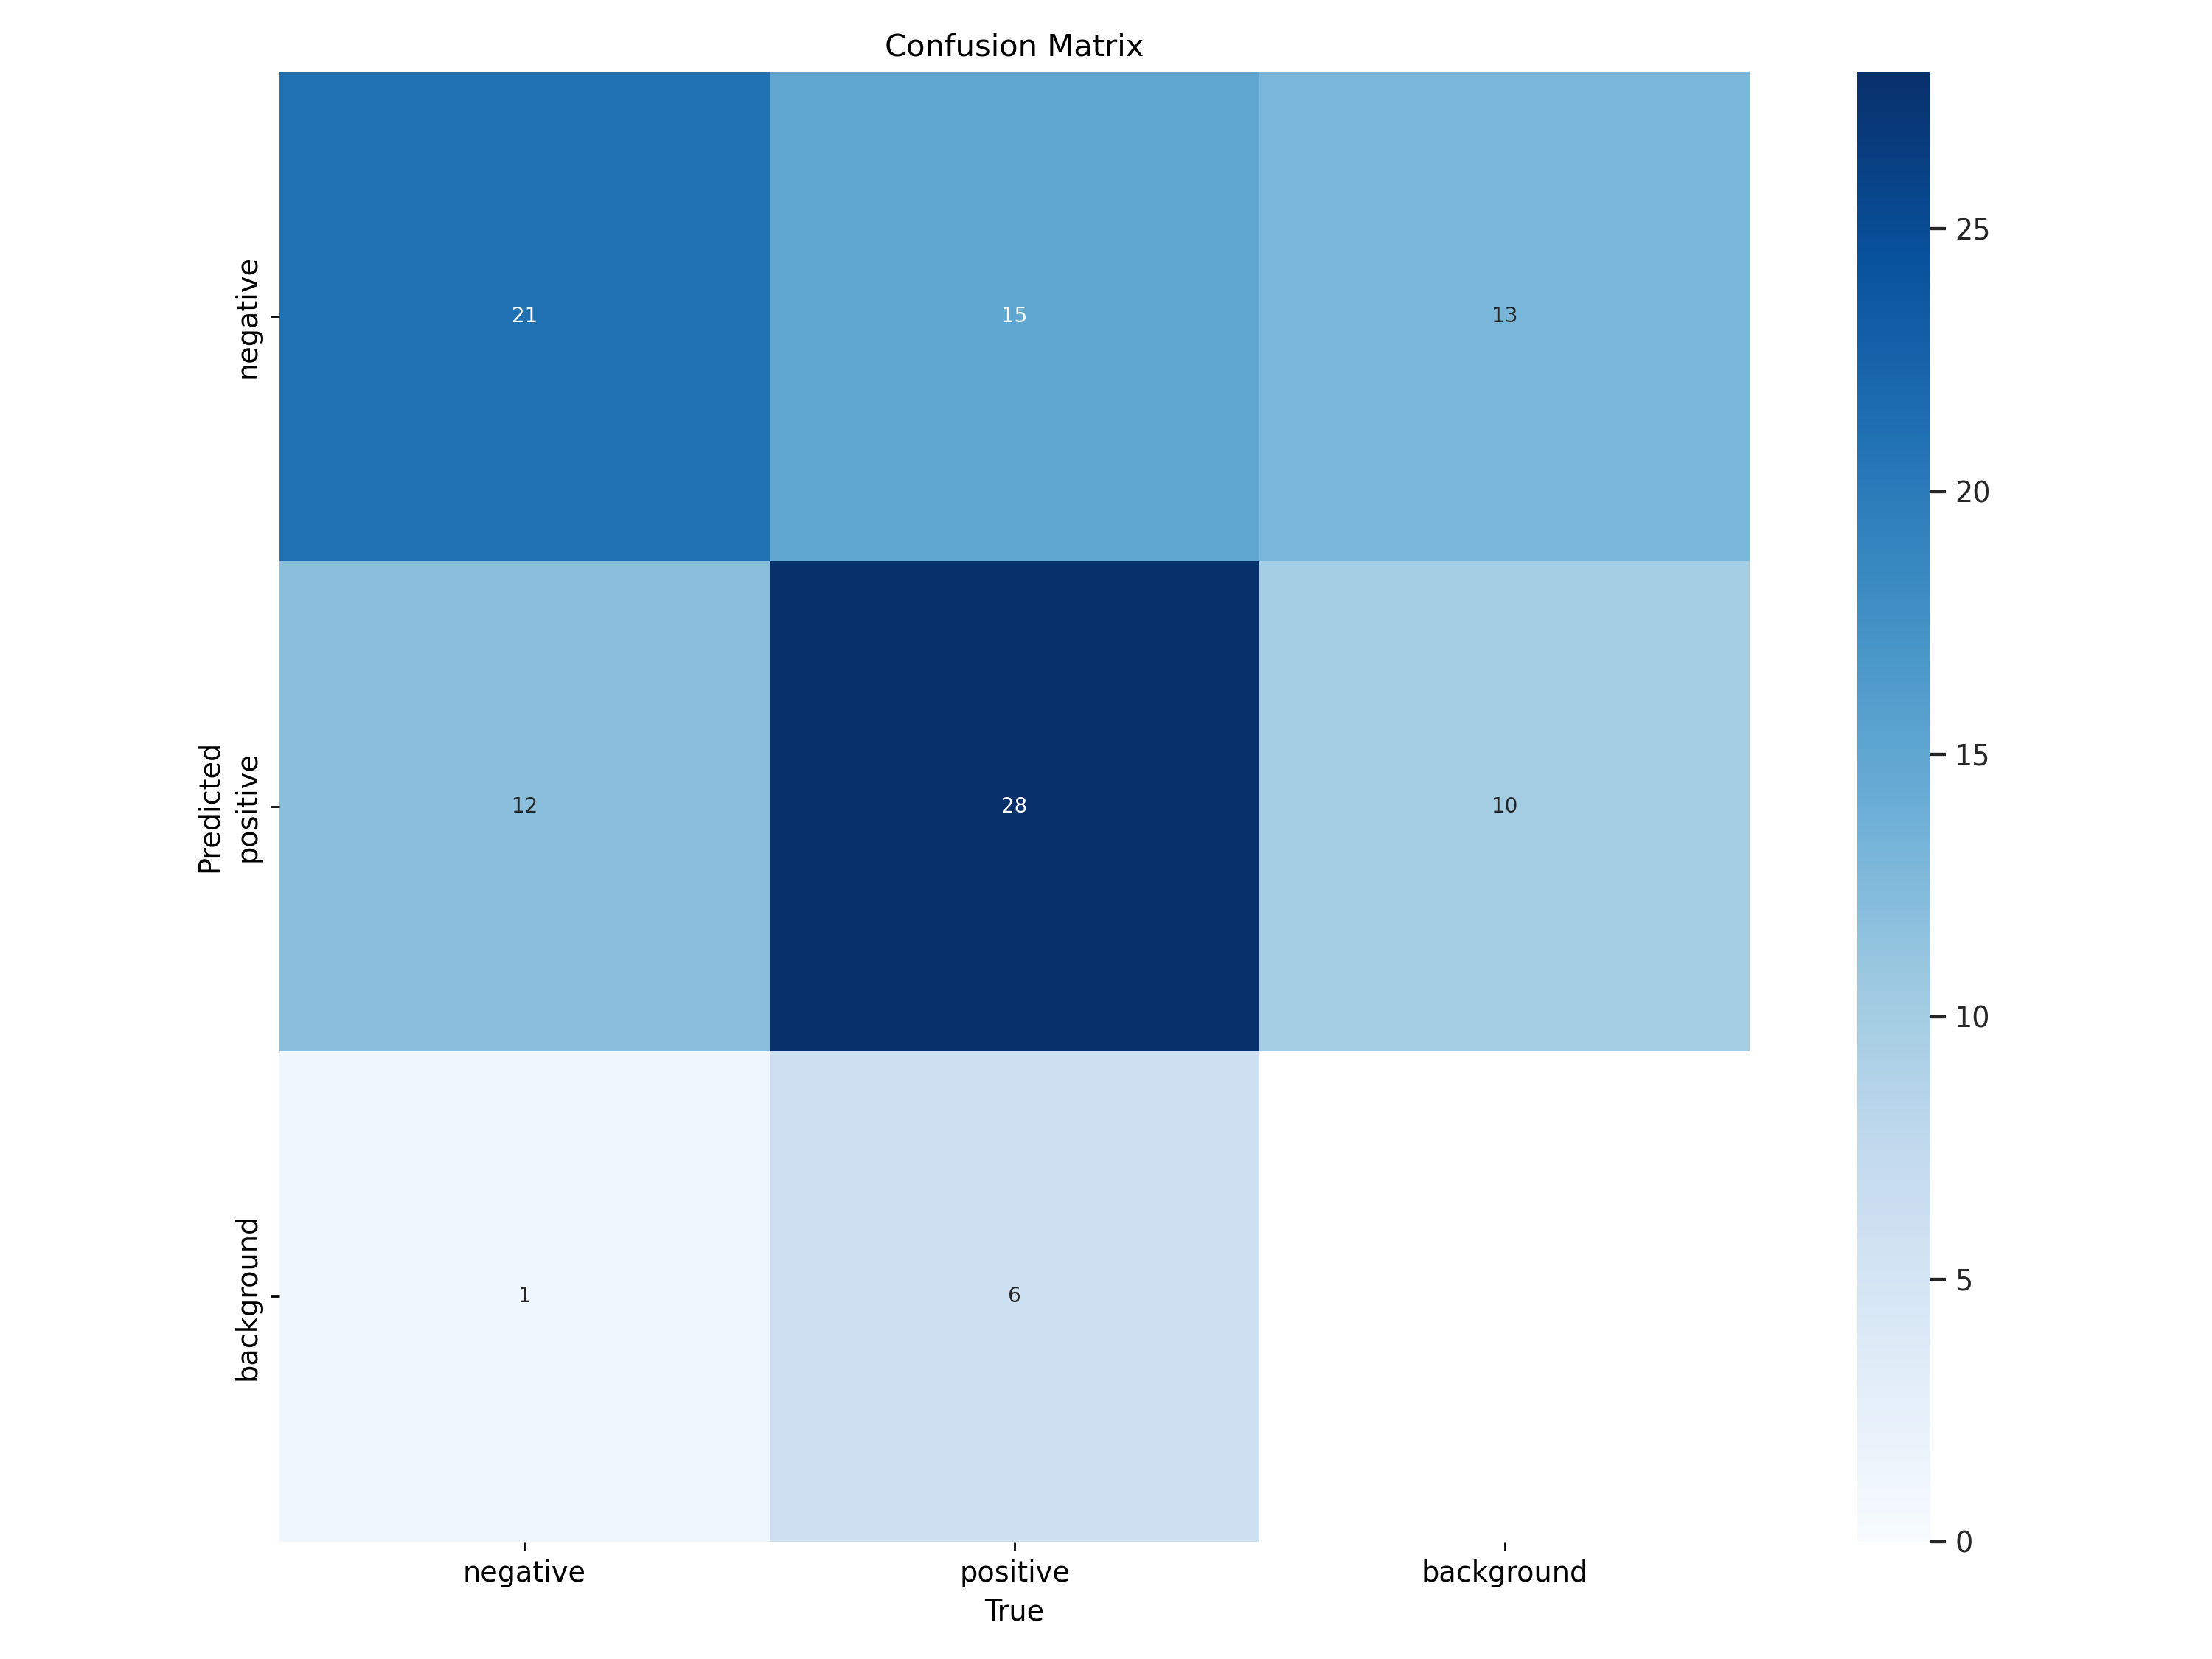 Confusion Matrix
negative
21
15
13
25
20
15
10
5
0
Predicted
positive
12
28
10
background
1
6
negative
positive
background
True